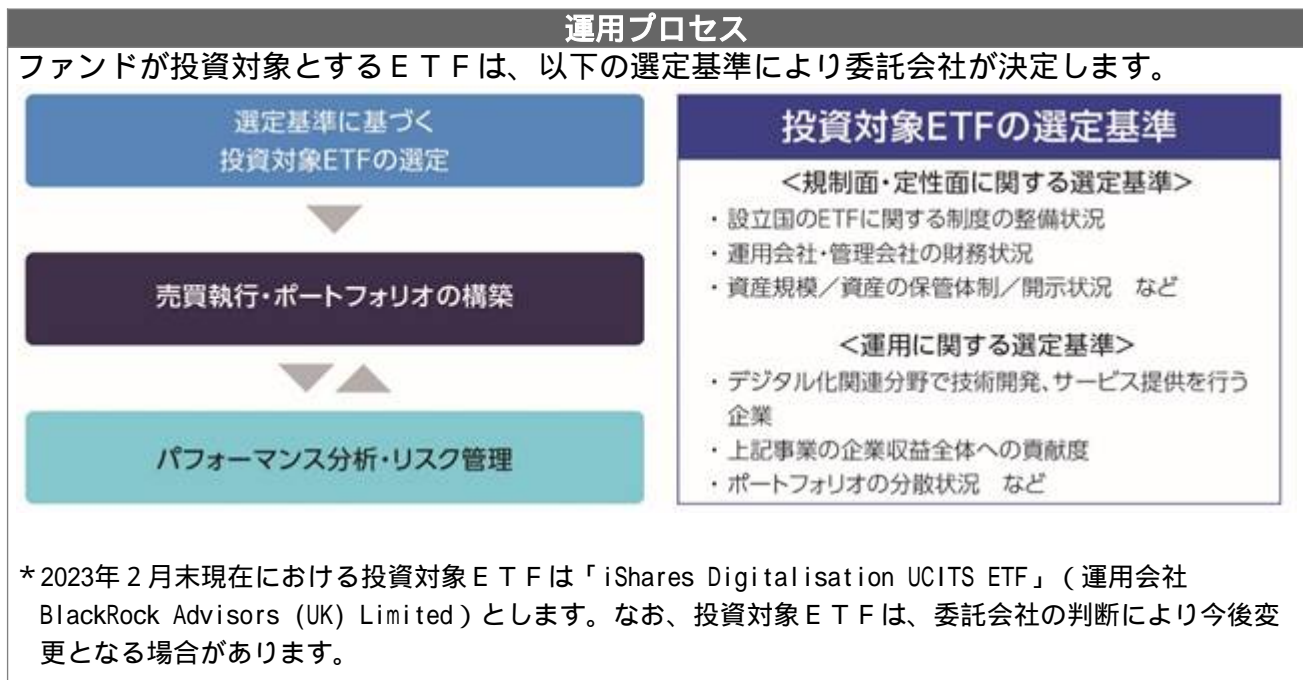 運用プロセス
ファンドが投資対象とするＥＴＦは、以下の選定基準により委託会社が決定します。
選定基準に基づく
投資対象ETFの選定
売買執行・ポートフォリオの構築
パフォーマンス分析・リスク管理
投資対象ETFの選定基準
＜規制面・定性面に関する選定基準＞
・設立国のETFに関する制度の整備状況
・運用会社・管理会社の財務状況
・資産規模／資産の保管体制／開示状況　など
＜運用に関する選定基準＞
・デジタル化関連分野で技術開発、サービス提供を行う
企業
・上記事業の企業収益全体への貢献度
・ポートフォリオの分散状況　など
＊2023年２月末現在における投資対象ＥＴＦは「iShares Digitalisation UCITS ETF」（運用会社
BlackRock Advisors (UK) Limited）とします。なお、投資対象ＥＴＦは、委託会社の判断により今後変
更となる場合があります。